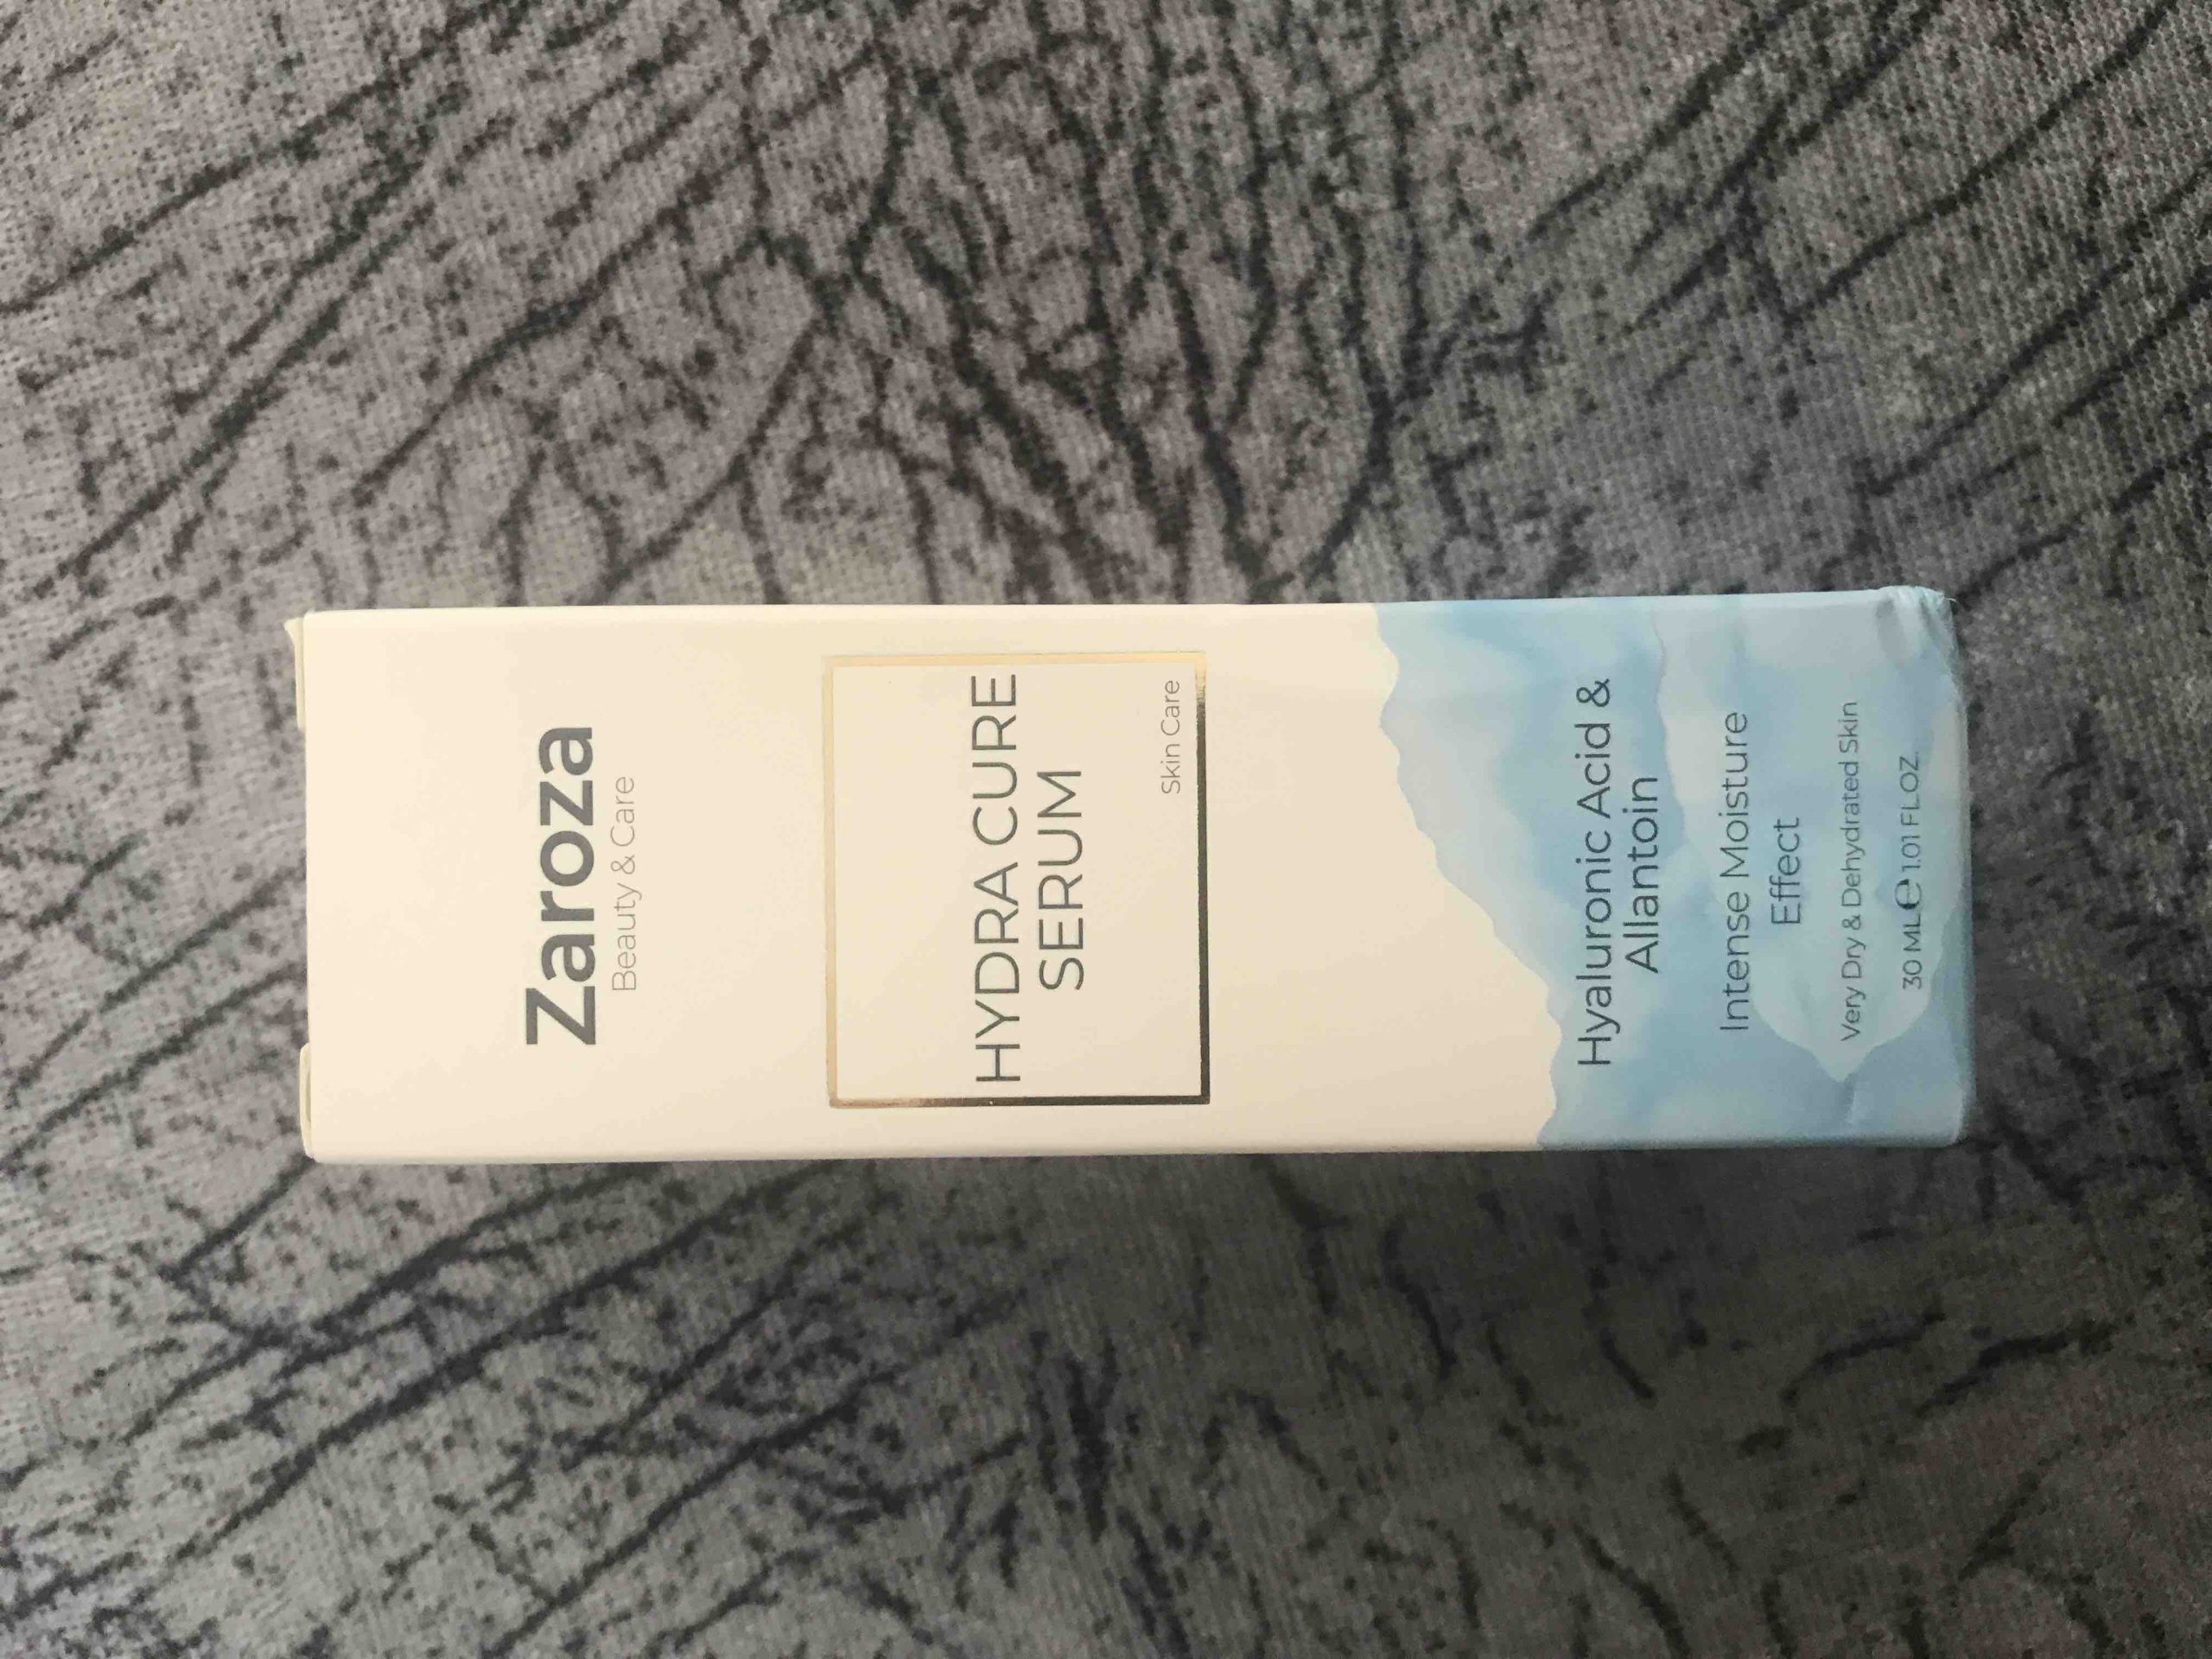 Zaroza
Beauty & Care
HYDRA CURE
SERUM
Skin Care
Hyaluronic Acid &
Allantoin
Intense Moisture
Effect
Very Dry & Dehydrated Skin
30 ML ℮ 1.01 FL.OZ.